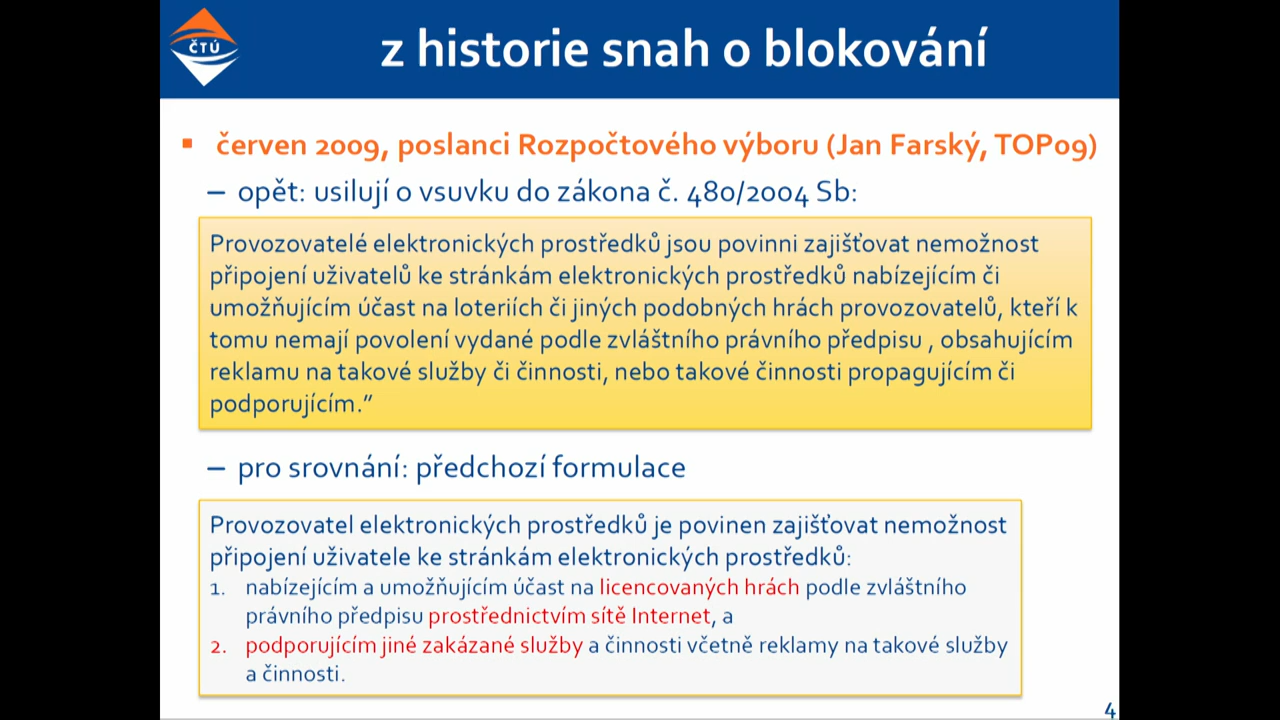 ČTÚ
z historie snah o blokování
▪ červen 2009, poslanci Rozpočtového výboru (Jan Farský, TOP09)
– opět: usilují o vsuvku do zákona č. 480/2004 Sb:
Provozovatelé elektronických prostředků jsou povinni zajišťovat nemožnost
připojení uživatelů ke stránkám elektronických prostředků nabízejícím či
umožňujícím účast na loteriích či jiných podobných hrách provozovatelů, kteří k
tomu nemají povolení vydané podle zvláštního právního předpisu , obsahujícím
reklamu na takové služby či činnosti, nebo takové činnosti propagujícím či
podporujícím.”
– pro srovnání: předchozí formulace
Provozovatel elektronických prostředků je povinen zajišťovat nemožnost
připojení uživatele ke stránkám elektronických prostředků:
1. nabízejícím a umožňujícím účast na licencovaných hrách podle zvláštního
právního předpisu prostřednictvím sítě Internet, a
2. podporujícím jiné zakázané služby a činnosti včetně reklamy na takové služby
a činnosti.
4